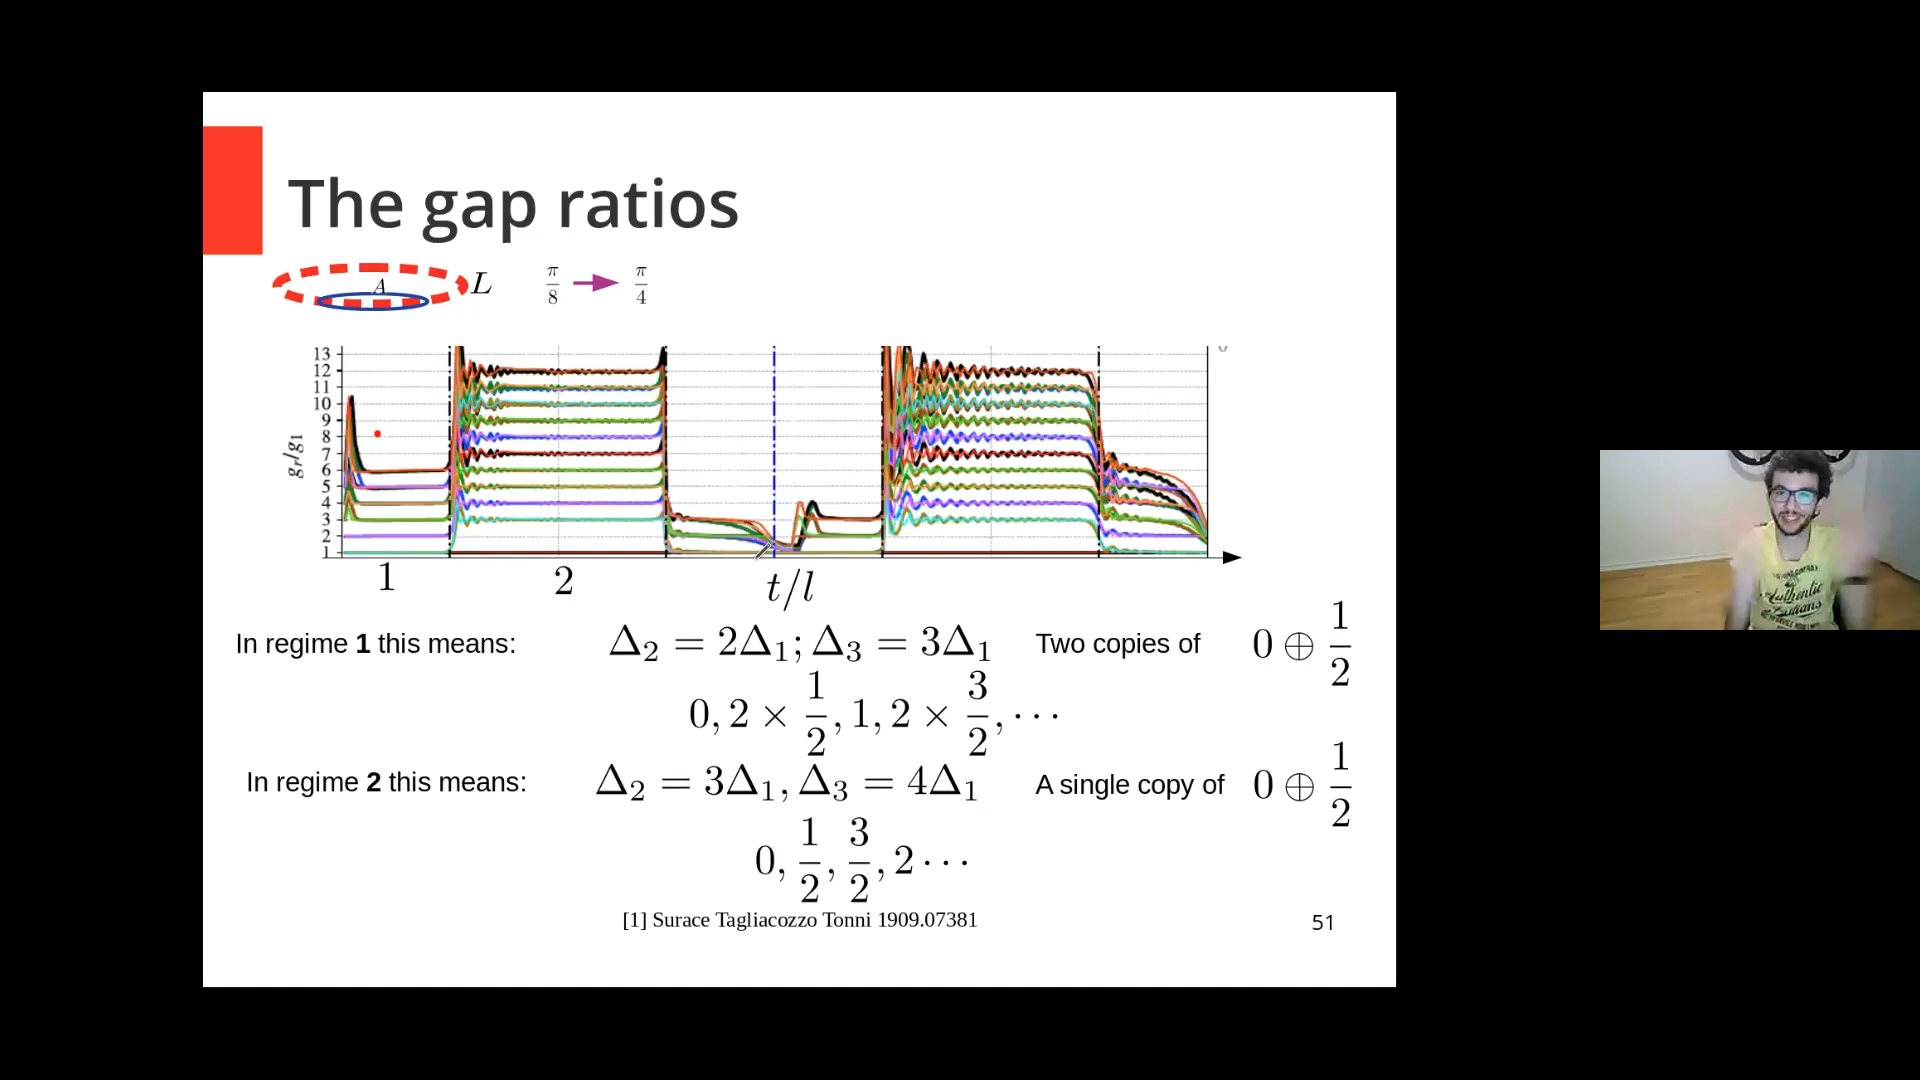 The gap ratios
A
L
π/8 → π/4
13
12
11
10
9
8
7
6
5
4
3
2
1
g_r/g_1
1
2
t/l
In regime 1 this means:
Δ₂ = 2Δ₁; Δ₃ = 3Δ₁
Two copies of
0 ⊕ 1/2
0, 2 × 1/2, 1, 2 × 3/2, ···
In regime 2 this means:
Δ₂ = 3Δ₁, Δ₃ = 4Δ₁
A single copy of
0 ⊕ 1/2
0, 1/2, 3/2, 2 ···
[1] Surace Tagliacozzo Tonni 1909.07381
51
Authentic